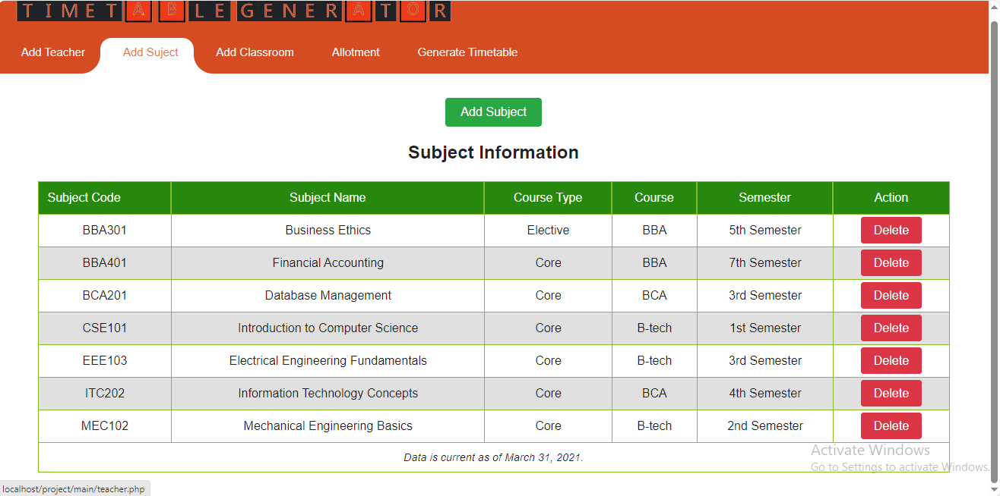 TIMETABLEGENERATOR
Add Teacher Add Suject Add Classroom Allotment Generate Timetable
Add Subject
Subject Information
Subject Code Subject Name Course Type Course Semester Action
BBA301 Business Ethics Elective BBA 5th Semester Delete
BBA401 Financial Accounting Core BBA 7th Semester Delete
BCA201 Database Management Core BCA 3rd Semester Delete
CSE101 Introduction to Computer Science Core B-tech 1st Semester Delete
EEE103 Electrical Engineering Fundamentals Core B-tech 3rd Semester Delete
ITC202 Information Technology Concepts Core BCA 4th Semester Delete
MEC102 Mechanical Engineering Basics Core B-tech 2nd Semester Delete
Data is current as of March 31, 2021.
Activate Windows
Go to Settings to activate Windows.
localhost/project/main/teacher.php